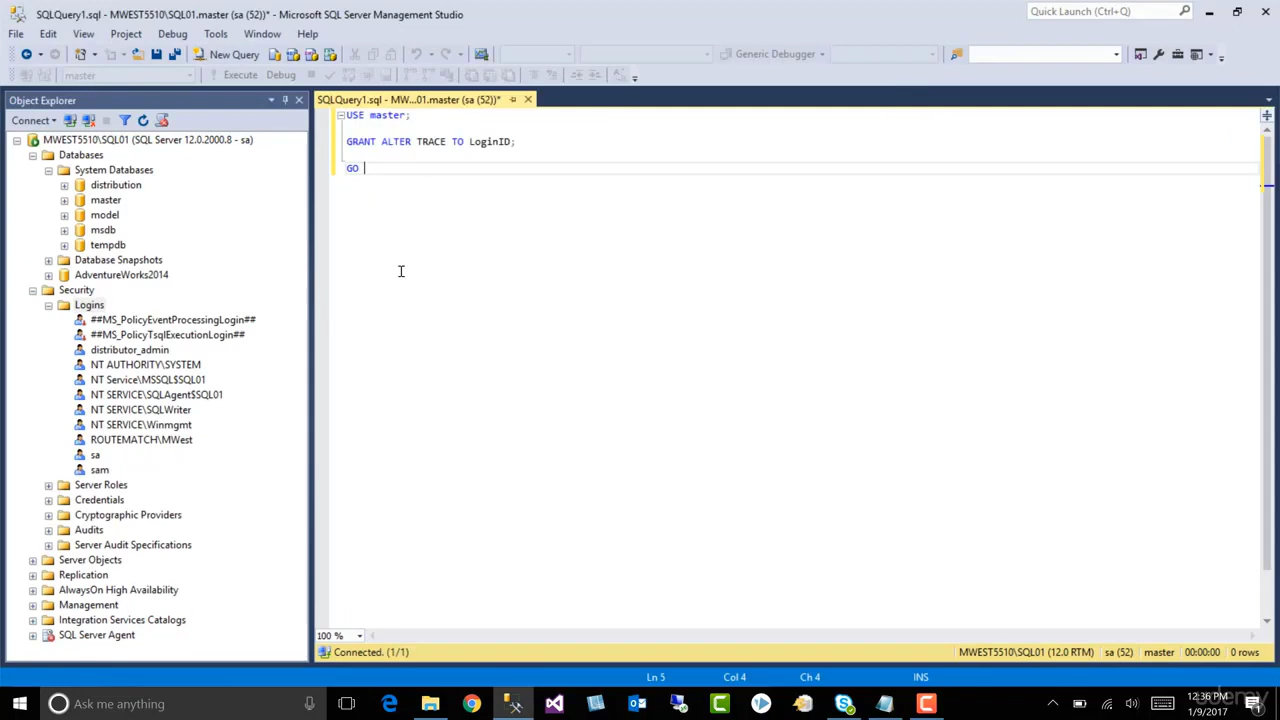 SQLQuery1.sql - MWEST5510\SQL01.master (sa (52))* - Microsoft SQL Server Management Studio
Quick Launch (Ctrl+Q)
File Edit View Project Debug Tools Window Help
New Query
Generic Debugger
master
Execute Debug
Object Explorer
SQLQuery1.sql - MW...01.master (sa (52))*
Connect
MWEST5510\SQL01 (SQL Server 12.0.2000.8 - sa)
Databases
System Databases
distribution
master
model
msdb
tempdb
Database Snapshots
AdventureWorks2014
Security
Logins
##MS_PolicyEventProcessingLogin##
##MS_PolicyTsqlExecutionLogin##
distributor_admin
NT AUTHORITY\SYSTEM
NT Service\MSSQL$SQL01
NT SERVICE\SQLAgent$SQL01
NT SERVICE\SQLWriter
NT SERVICE\Winmgmt
ROUTEMATCH\MWest
sa
sam
Server Roles
Credentials
Cryptographic Providers
Audits
Server Audit Specifications
Server Objects
Replication
AlwaysOn High Availability
Management
Integration Services Catalogs
SQL Server Agent
USE master;
GRANT ALTER TRACE TO LoginID;
GO
100 %
Connected. (1/1)
MWEST5510\SQL01 (12.0 RTM) sa (52) master 00:00:00 0 rows
Ln 5 Col 4 Ch 4 INS
Ask me anything
12:36 PM
1/9/2017
udemy